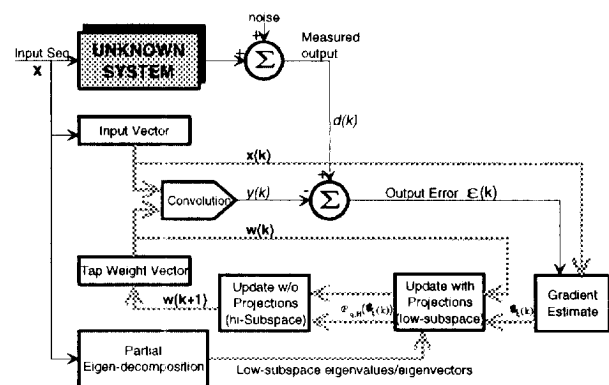 noise
Input Seq.
X
UNKNOWN
SYSTEM
+
+
Σ
Measured
output
d(k)
Input Vector
x(k)
Convolution
y(k)
-
+
Σ
Output Error ε(k)
w(k)
Tap Weight Vector
w(k+1)
Update w/o
Projections
(hi-Subspace)
Update with
Projections
(low-subspace)
Gradient
Estimate
Partial
Eigen-decomposition
Low-subspace eigenvalues/eigenvectors